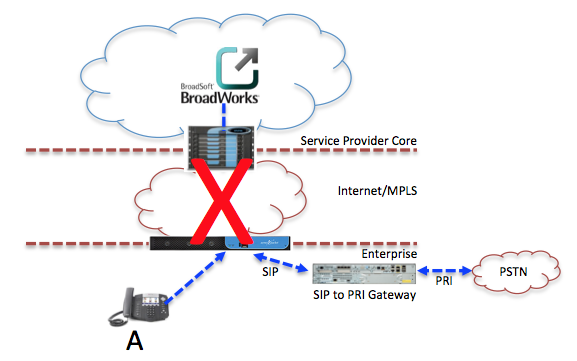 BroadSoft
BroadWorks
Service Provider Core
Internet/MPLS
Enterprise
SIP
PSTN
PRI
SIP to PRI Gateway
A